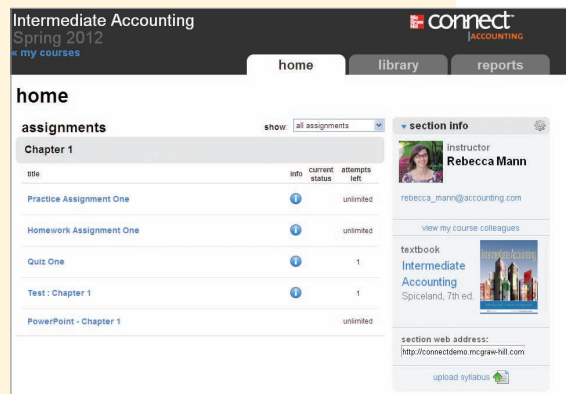 Intermediate Accounting
Spring 2012
« my courses
connect
ACCOUNTING
home
library
reports
home
assignments
show: all assignments
Chapter 1
title
info
current status
attempts left
Practice Assignment One
unlimited
Homework Assignment One
unlimited
Quiz One
1
Test : Chapter 1
1
PowerPoint - Chapter 1
unlimited
section info
instructor
Rebecca Mann
rebecca_mann@accounting.com
view my course colleagues
textbook
Intermediate
Accounting
Spiceland, 7th ed.
Intermediate Accounting
section web address:
http://connectdemo.mcgraw-hill.com
upload syllabus